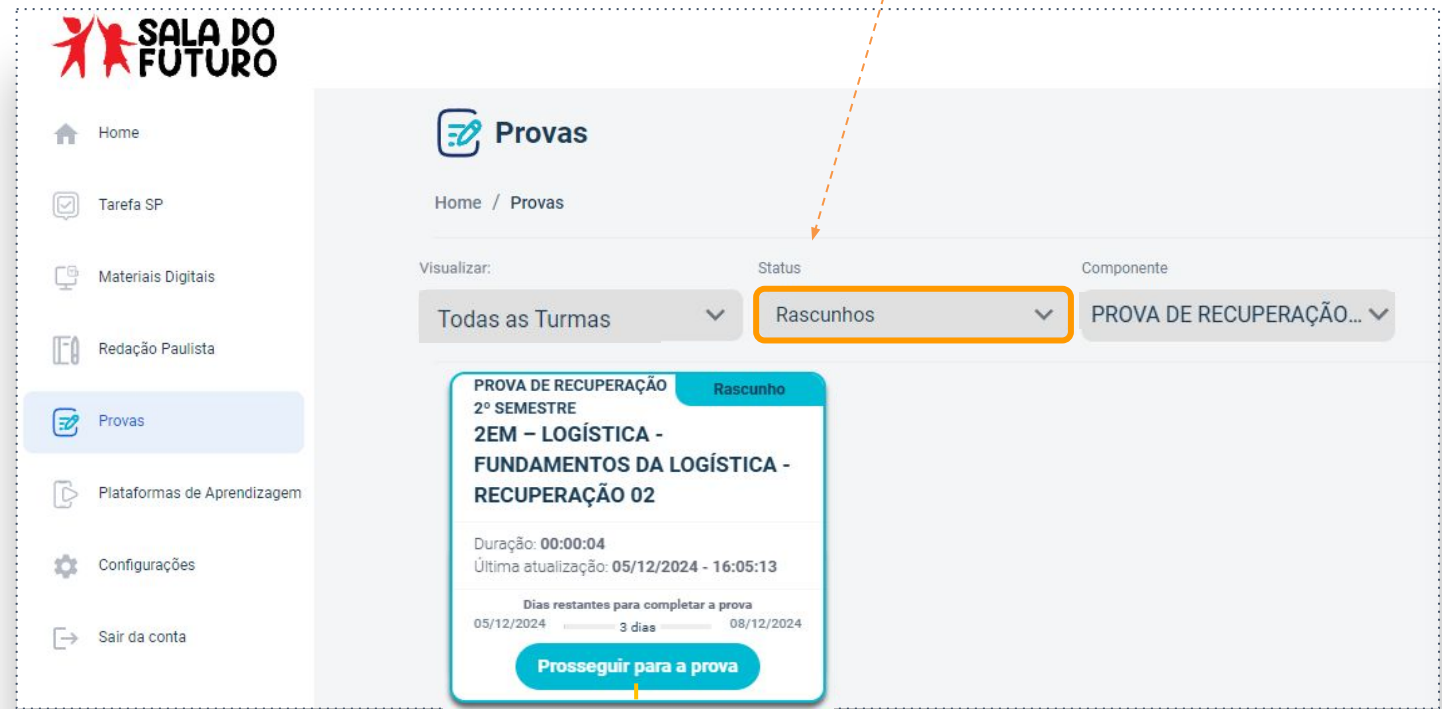 SALA DO
FUTURO
Home
Tarefa SP
Materiais Digitais
Redação Paulista
Provas
Plataformas de Aprendizagem
Configurações
Sair da conta
Provas
Home / Provas
Visualizar:
Status
Componente
Todas as Turmas
Rascunhos
PROVA DE RECUPERAÇÃO...
PROVA DE RECUPERAÇÃO
Rascunho
2º SEMESTRE
2EM – LOGÍSTICA -
FUNDAMENTOS DA LOGÍSTICA -
RECUPERAÇÃO 02
Duração: 00:00:04
Última atualização: 05/12/2024 - 16:05:13
Dias restantes para completar a prova
05/12/2024 3 dias 08/12/2024
Prosseguir para a prova